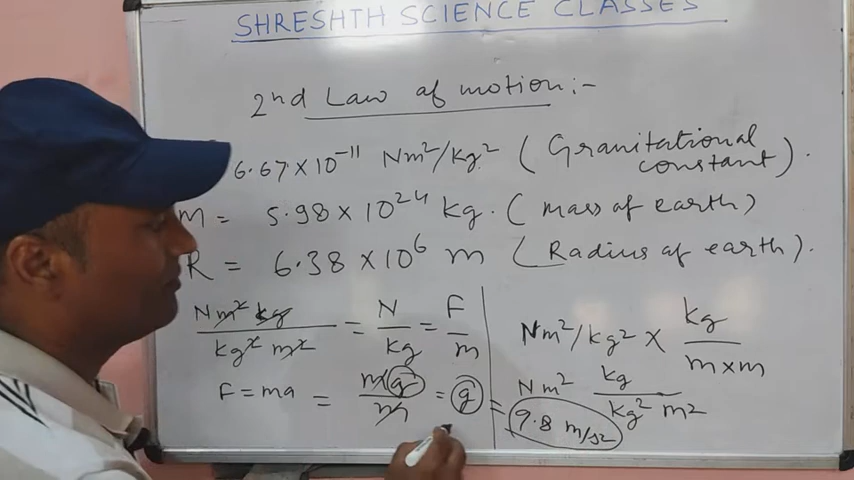 SHRESHTH SCIENCE CLASSES
2nd Law of motion:-
6.67 × 10⁻¹¹ Nm²/kg² (Granitational constant).
M = 5.98 × 10²⁴ kg. (Mass of earth)
R = 6.38 × 10⁶ m (Radius of earth).
Nm² kg / kg² m² = N / kg = F / m
F = ma = mg / m = g = 9.8 m/s²
Nm²/kg² × kg / m×m
Nm² kg / kg² m²